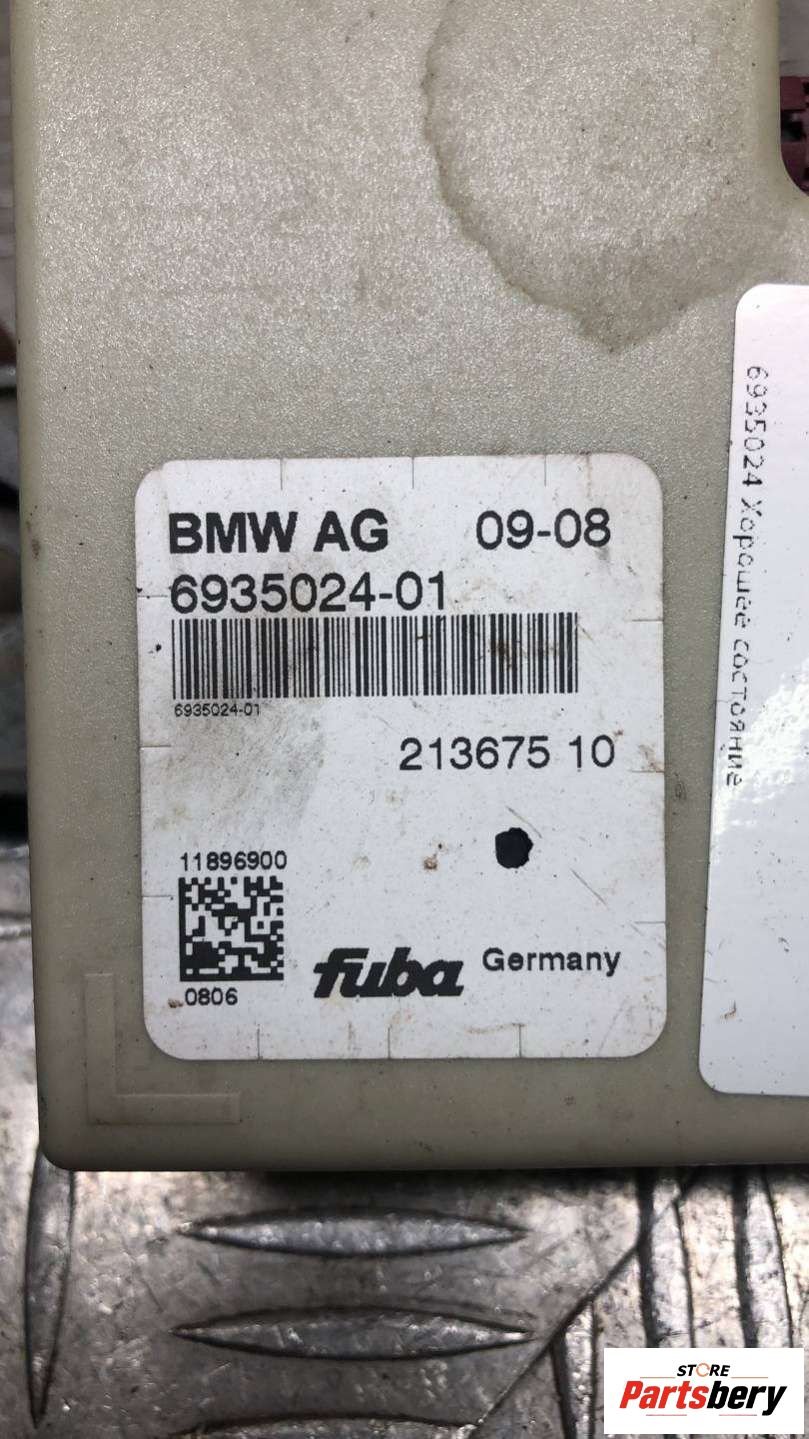 BMW AG 09-08
6935024-01
6935024-01
213675 10
11896900
0806
fuba Germany
6935024 Хорошее состояние
STORE
Partsbery